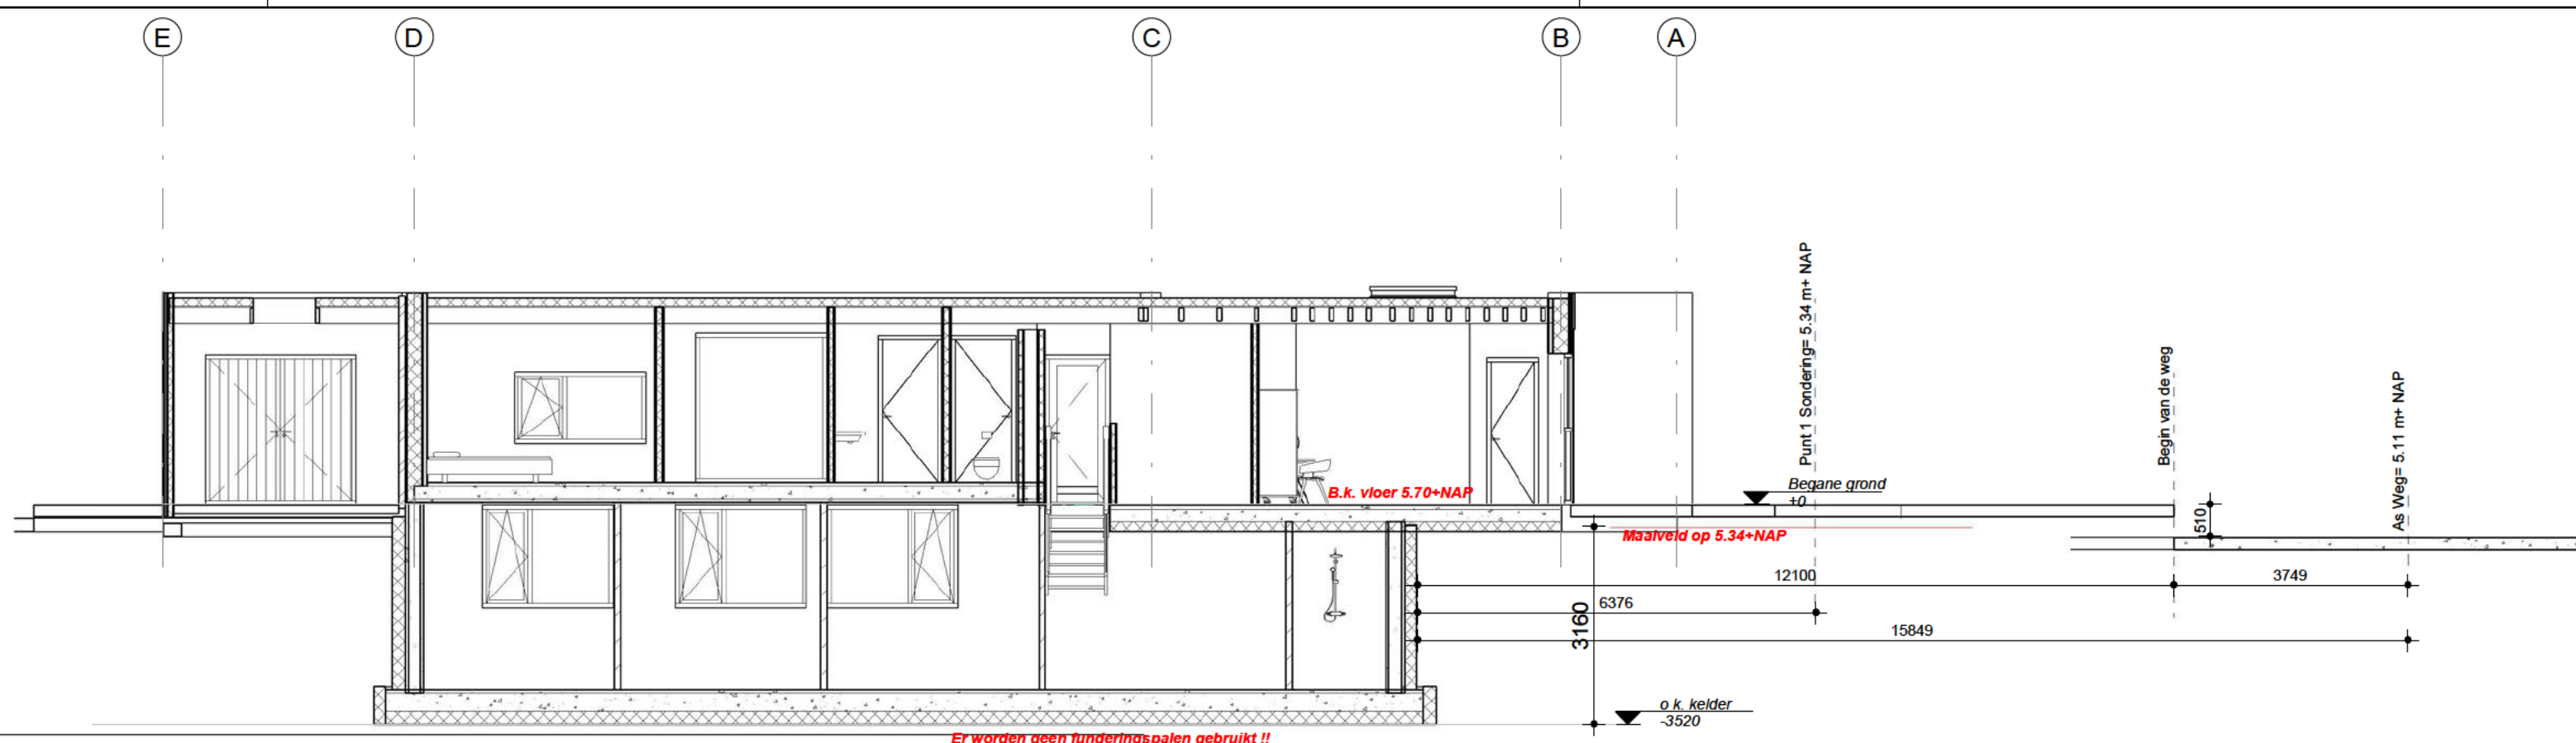 E
D
C
B
A
Punt 1 Sondering= 5.34 m+ NAP
Begin van de weg
As Weg= 5.11 m+ NAP
B.k. vloer 5.70+NAP
Begane grond
+0
510
Maaiveld op 5.34+NAP
12100
3749
6376
3160
15849
o k. kelder
-3520
Er worden geen funderingspalen gebruikt !!